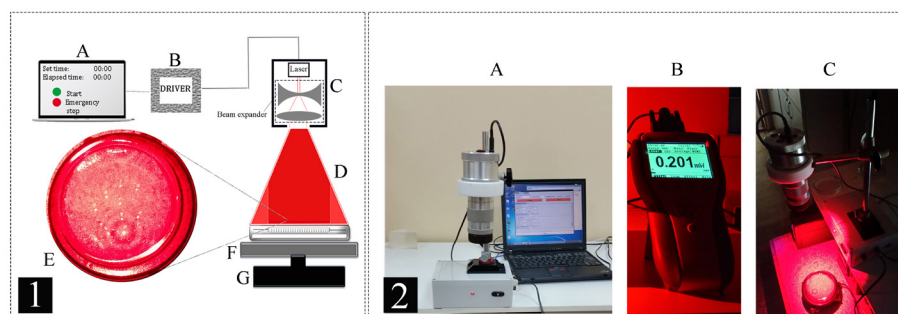 A
Set time: 00:00
Elapsed time: 00:00
Start
Emergency
stop
B
DRIVER
Laser
C
Beam expander
D
E
F
G
1
A
B
C
0.201
2